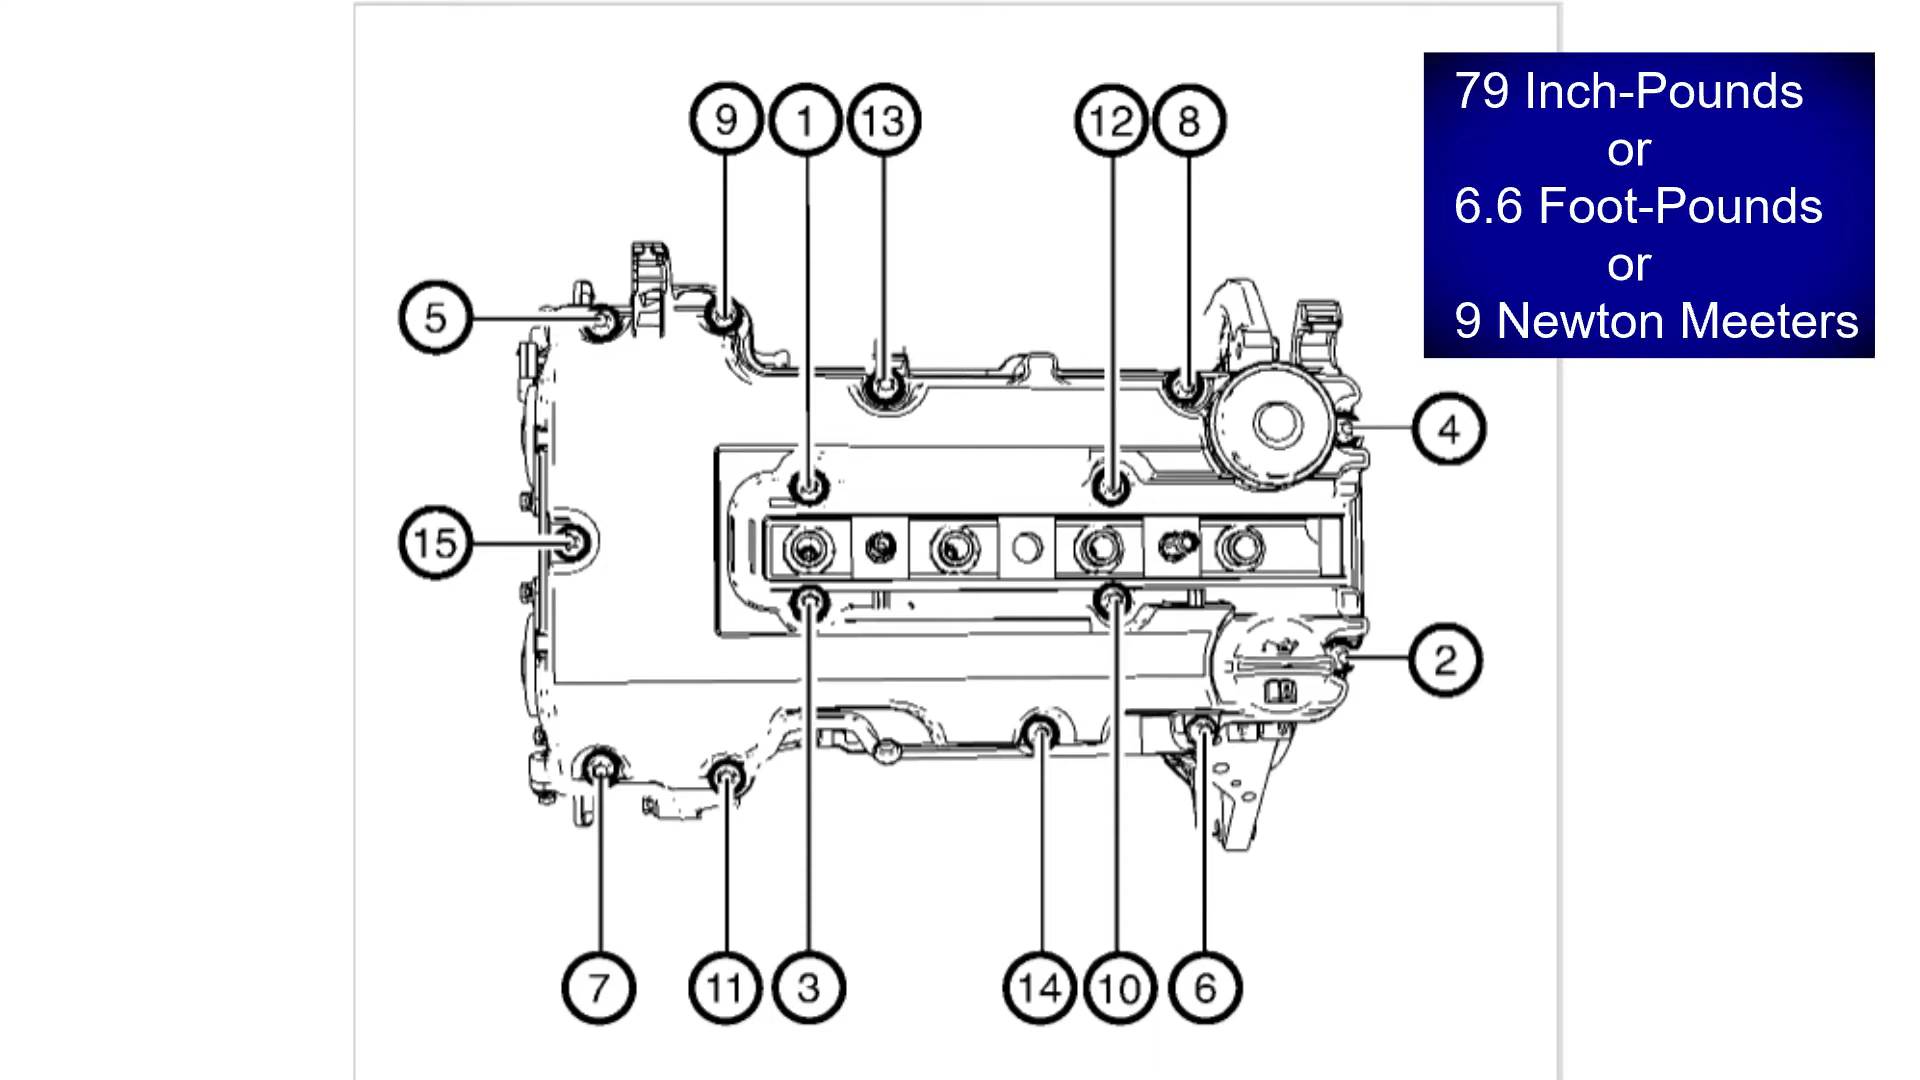 9 1 13 12 8
79 Inch-Pounds
or
6.6 Foot-Pounds
or
9 Newton Meeters
5
4
15
2
7 11 3 14 10 6